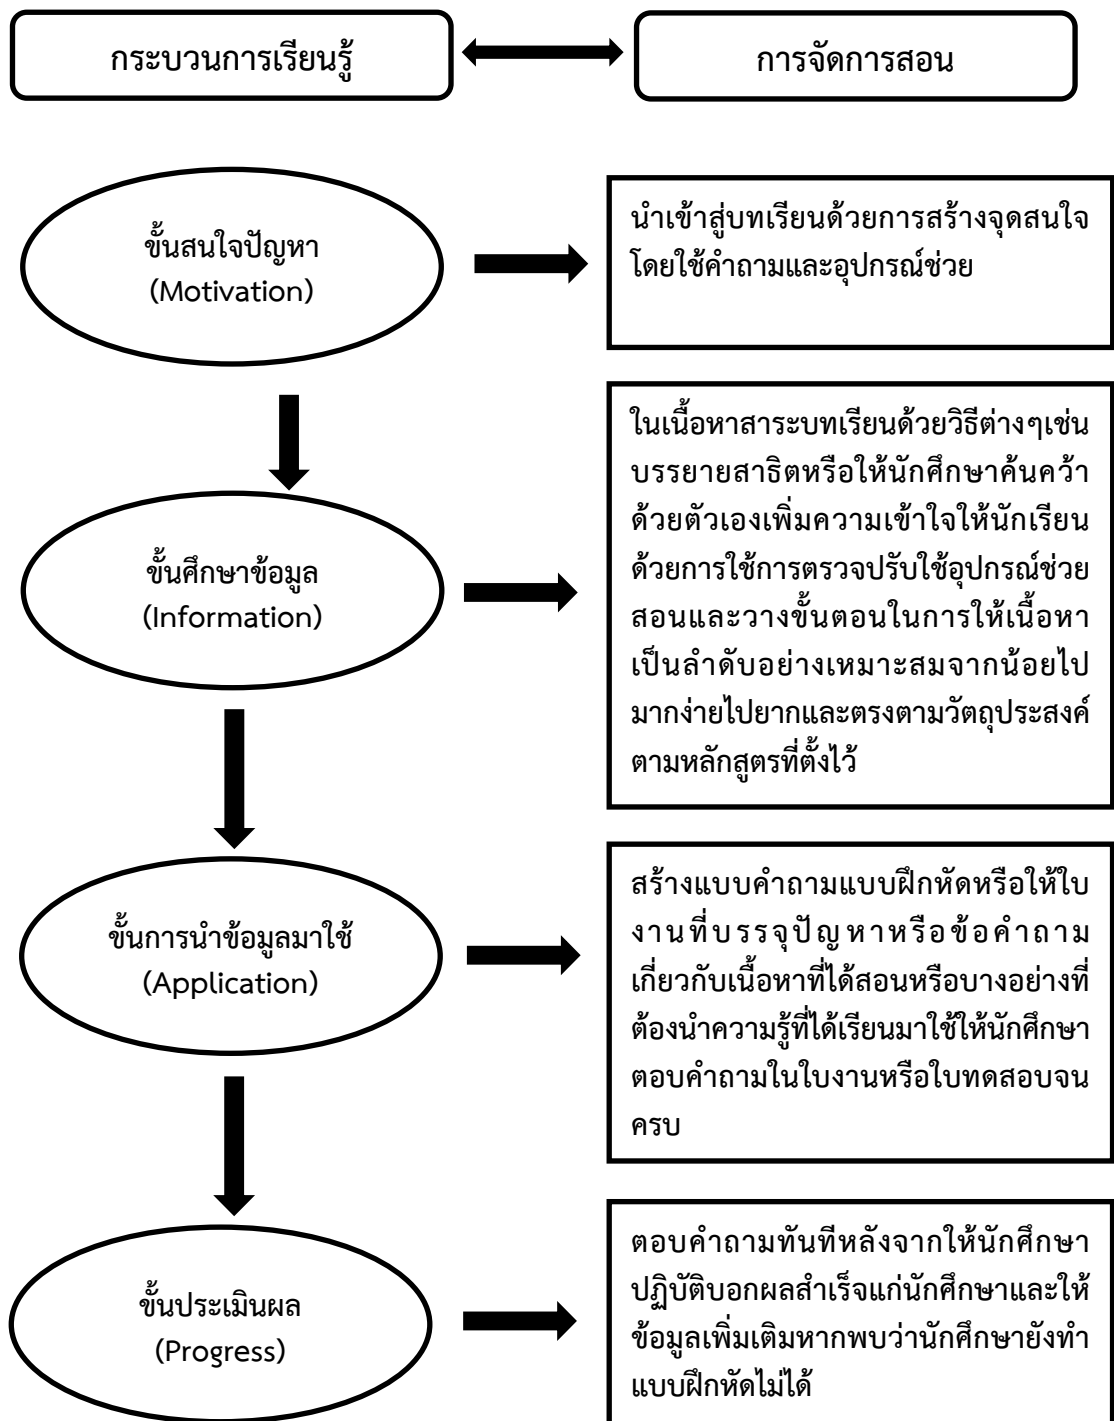 กระบวนการเรียนรู้
การจัดการสอน
ขั้นสนใจปัญหา
(Motivation)
นำเข้าสู่บทเรียนด้วยการสร้างจุดสนใจ
โดยใช้คำถามและอุปกรณ์ช่วย
ขั้นศึกษาข้อมูล
(Information)
ในเนื้อหาสาระบทเรียนด้วยวิธีต่างๆเช่น
บรรยายสาธิตหรือให้นักศึกษาค้นคว้า
ด้วยตัวเองเพิ่มความเข้าใจให้นักเรียน
ด้วยการใช้การตรวจปรับใช้อุปกรณ์ช่วย
สอนและวางขั้นตอนในการให้เนื้อหา
เป็นลำดับอย่างเหมาะสมจากน้อยไป
มากง่ายไปยากและตรงตามวัตถุประสงค์
ตามหลักสูตรที่ตั้งไว้
ขั้นการนำข้อมูลมาใช้
(Application)
สร้างแบบคำถามแบบฝึกหัดหรือให้ใบ
งานที่บรรจุปัญหาหรือข้อคำถาม
เกี่ยวกับเนื้อหาที่ได้สอนหรือบางอย่างที่
ต้องนำความรู้ที่ได้เรียนมาใช้ให้นักศึกษา
ตอบคำถามในใบงานหรือใบทดสอบจน
ครบ
ขั้นประเมินผล
(Progress)
ตอบคำถามทันทีหลังจากให้นักศึกษา
ปฏิบัติบอกผลสำเร็จแก่นักศึกษาและให้
ข้อมูลเพิ่มเติมหากพบว่านักศึกษายังทำ
แบบฝึกหัดไม่ได้